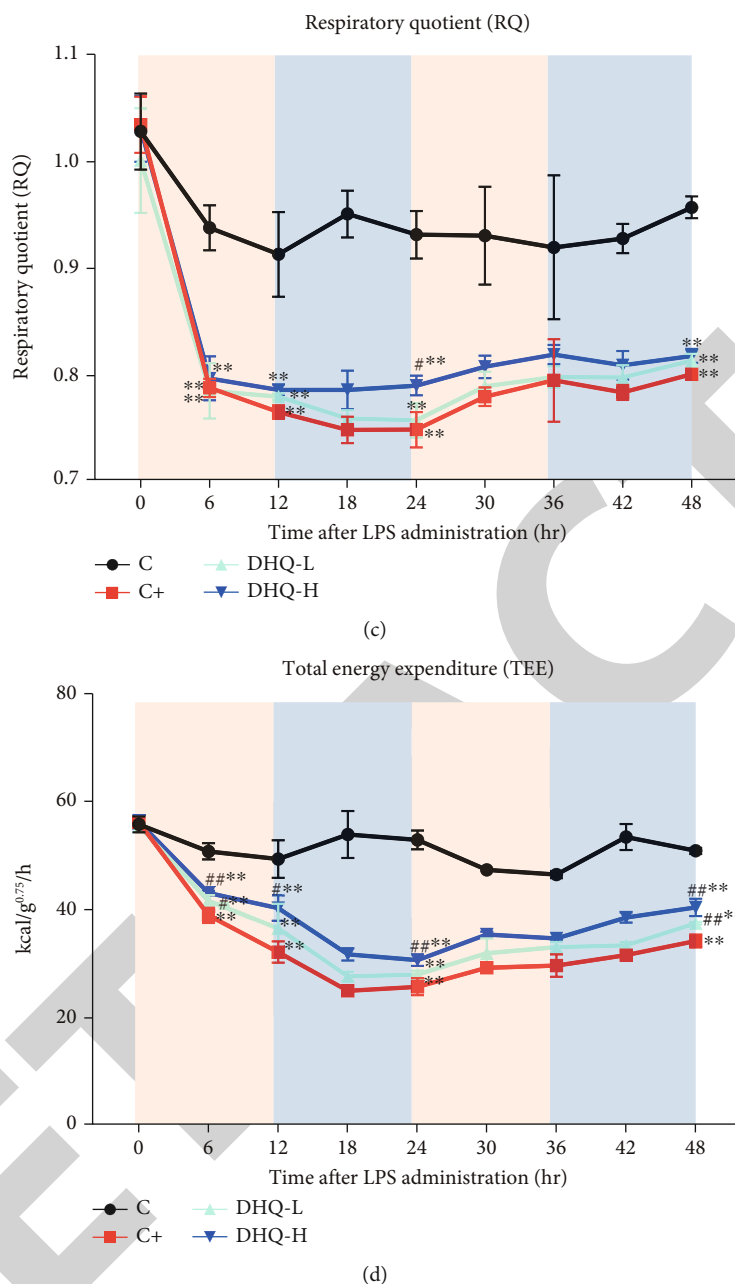 Respiratory quotient (RQ)
Respiratory quotient (RQ)
1.1
1.0
0.9
0.8
0.7
**
**
**
**
**
**
#**
**
**
**
**
**
0 6 12 18 24 30 36 42 48
Time after LPS administration (hr)
C DHQ-L
C+ DHQ-H
(c)
Total energy expenditure (TEE)
kcal/g^0.75/h
80
60
40
20
0
##**
#**
**
#**
**
**
##**
**
**
##**
##*
**
0 6 12 18 24 30 36 42 48
Time after LPS administration (hr)
C DHQ-L
C+ DHQ-H
(d)